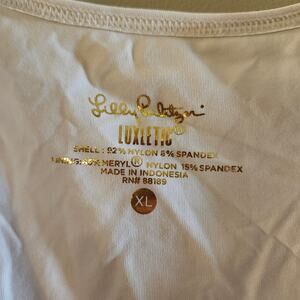 Lilly Pulitzer
LUXLETIC®
SHELL: 92% NYLON 8% SPANDEX
MERYL® NYLON 15% SPANDEX
MADE IN INDONESIA
RN# 88189
XL